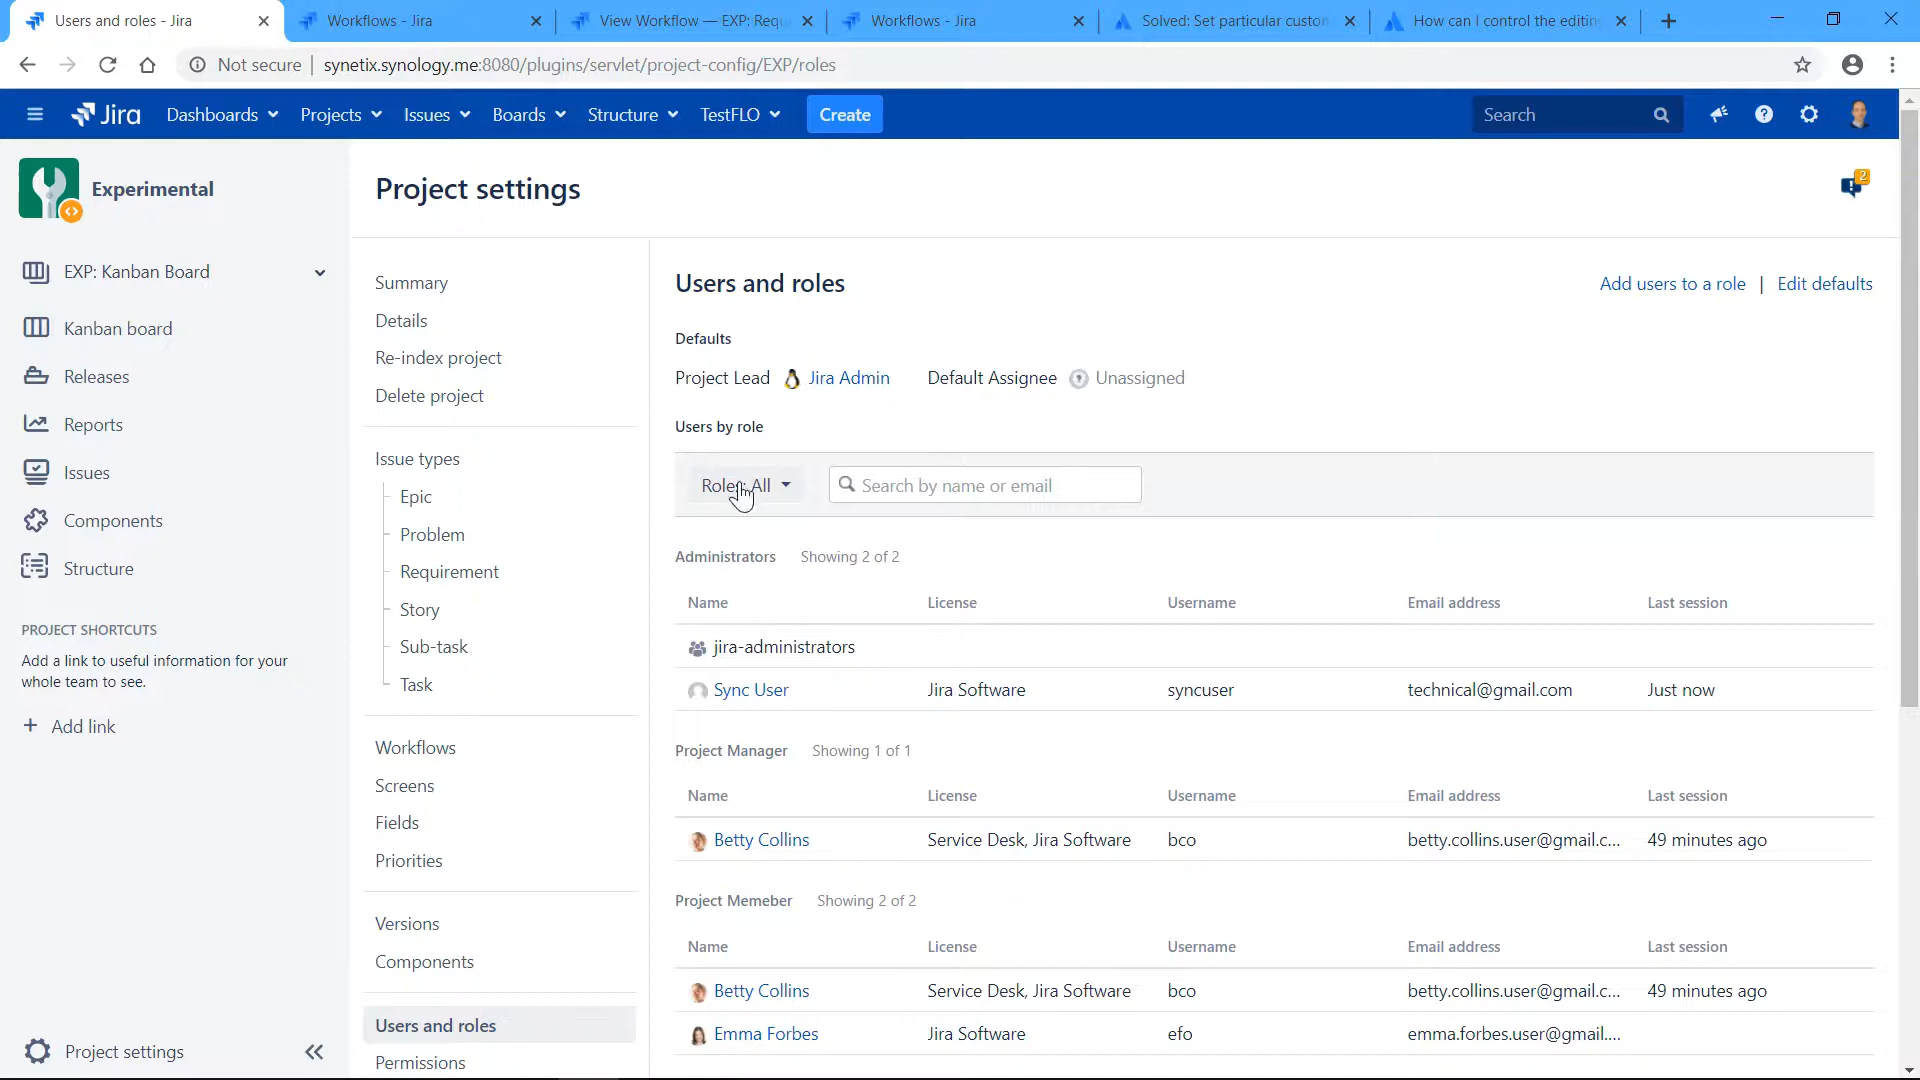 Users and roles - Jira
Workflows - Jira
View Workflow — EXP: Requ
Workflows - Jira
Solved: Set particular custom
How can I control the editin
Not secure
synetix.synology.me:8080/plugins/servlet/project-config/EXP/roles
Jira
Dashboards
Projects
Issues
Boards
Structure
TestFLO
Create
Search
Experimental
EXP: Kanban Board
Kanban board
Releases
Reports
Issues
Components
Structure
PROJECT SHORTCUTS
Add a link to useful information for your
whole team to see.
+ Add link
Project settings
Project settings
2
Summary
Details
Re-index project
Delete project
Issue types
Epic
Problem
Requirement
Story
Sub-task
Task
Workflows
Screens
Fields
Priorities
Versions
Components
Users and roles
Permissions
Users and roles
Add users to a role | Edit defaults
Defaults
Project Lead Jira Admin Default Assignee Unassigned
Users by role
Role: All
Search by name or email
Administrators Showing 2 of 2
Name License Username Email address Last session
jira-administrators
Sync User Jira Software syncuser technical@gmail.com Just now
Project Manager Showing 1 of 1
Name License Username Email address Last session
Betty Collins Service Desk, Jira Software bco betty.collins.user@gmail.c... 49 minutes ago
Project Memeber Showing 2 of 2
Name License Username Email address Last session
Betty Collins Service Desk, Jira Software bco betty.collins.user@gmail.c... 49 minutes ago
Emma Forbes Jira Software efo emma.forbes.user@gmail....